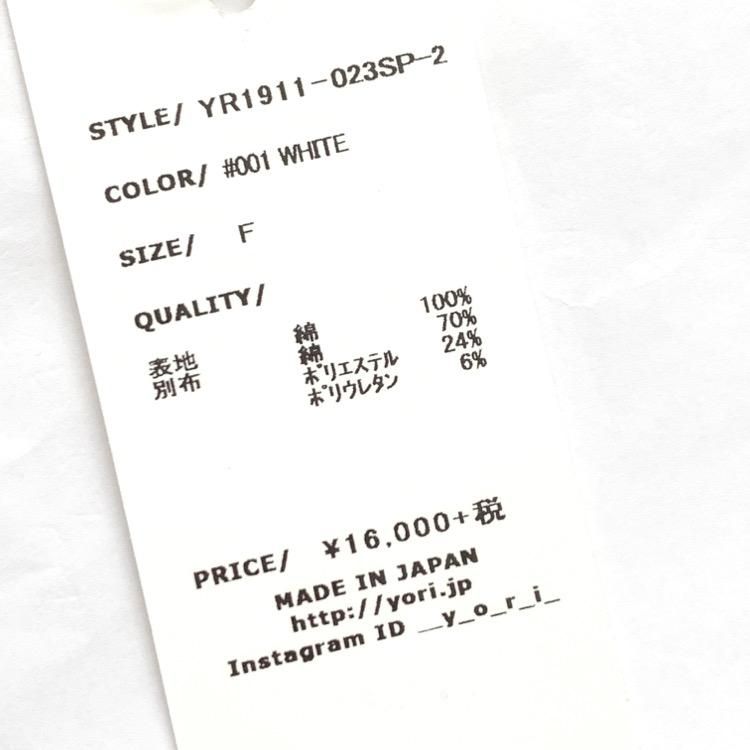 STYLE/ YR1911-023SP-2
COLOR/ #001 WHITE
SIZE/ F
QUALITY/
表地 綿 100%
別布 綿 70%
ポリエステル 24%
ポリウレタン 6%
PRICE/ ¥16,000+税
MADE IN JAPAN
http://yori.jp
Instagram ID __y_o_r_i_